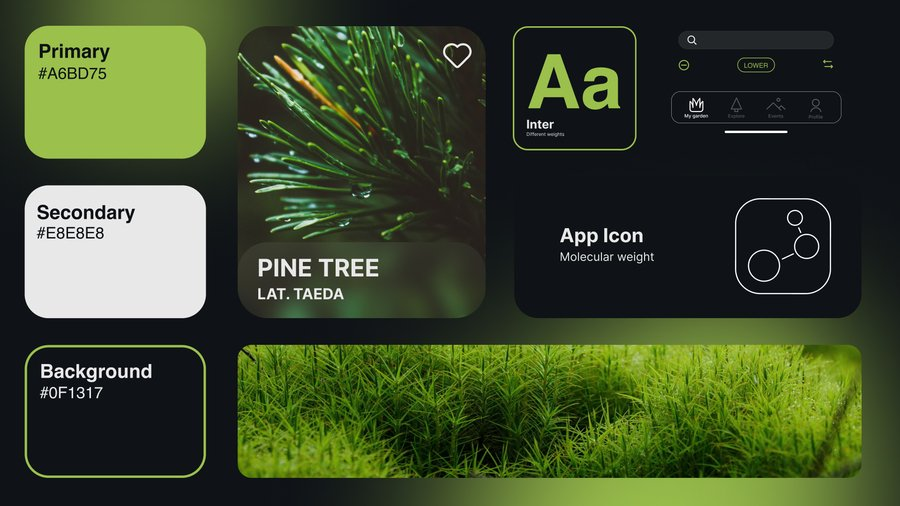 Primary
#A6BD75
Secondary
#E8E8E8
Background
#0F1317
PINE TREE
LAT. TAEDA
Aa
Inter
Different weights
LOWER
My garden
Explore
Events
Profile
App Icon
Molecular weight